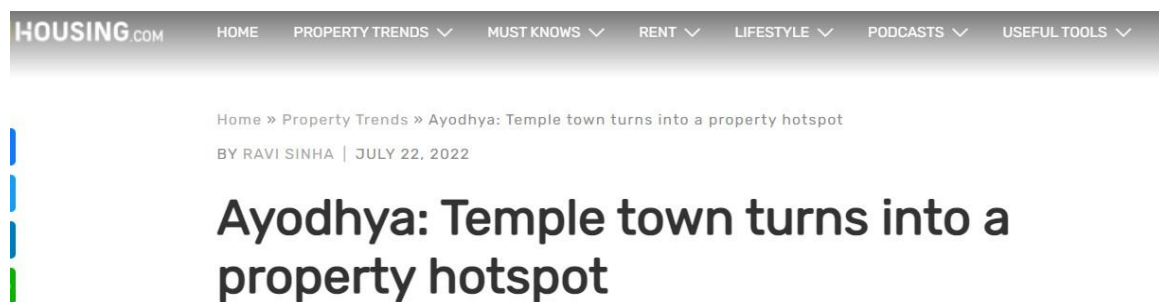 HOUSING.COM HOME PROPERTY TRENDS MUST KNOWS RENT LIFESTYLE PODCASTS USEFUL TOOLS
Home » Property Trends » Ayodhya: Temple town turns into a property hotspot
BY RAVI SINHA | JULY 22, 2022
Ayodhya: Temple town turns into a
property hotspot